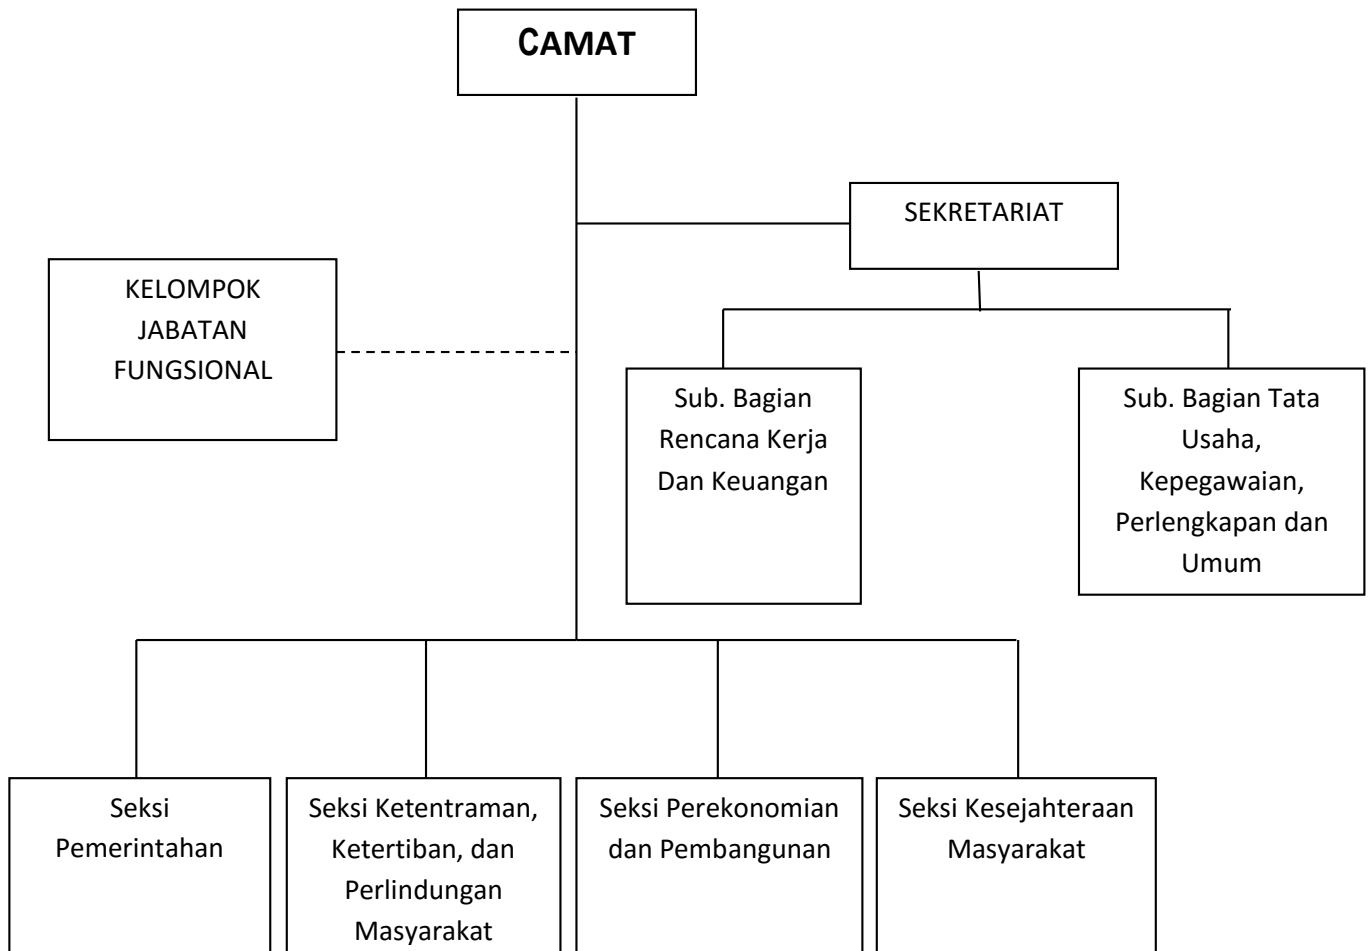 CAMAT
SEKRETARIAT
KELOMPOK
JABATAN
FUNGSIONAL
Sub. Bagian
Rencana Kerja
Dan Keuangan
Sub. Bagian Tata
Usaha,
Kepegawaian,
Perlengkapan dan
Umum
Seksi
Pemerintahan
Seksi Ketentraman,
Ketertiban, dan
Perlindungan
Masyarakat
Seksi Perekonomian
dan Pembangunan
Seksi Kesejahteraan
Masyarakat